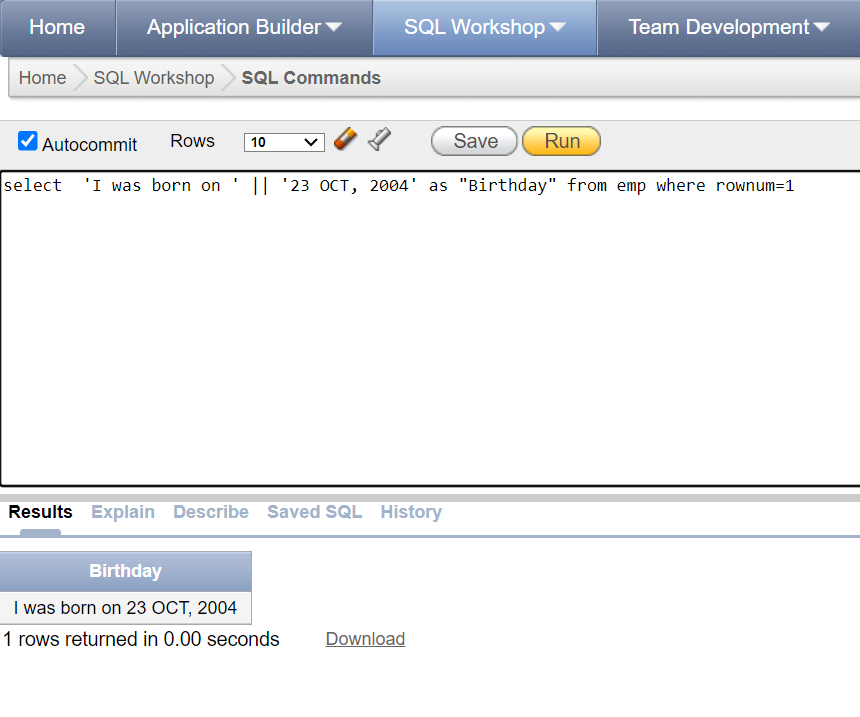 Home Application Builder SQL Workshop Team Development
Home SQL Workshop SQL Commands
Autocommit Rows 10 Save Run
select  'I was born on ' || '23 OCT, 2004' as "Birthday" from emp where rownum=1
Results Explain Describe Saved SQL History
Birthday
I was born on 23 OCT, 2004
1 rows returned in 0.00 seconds Download